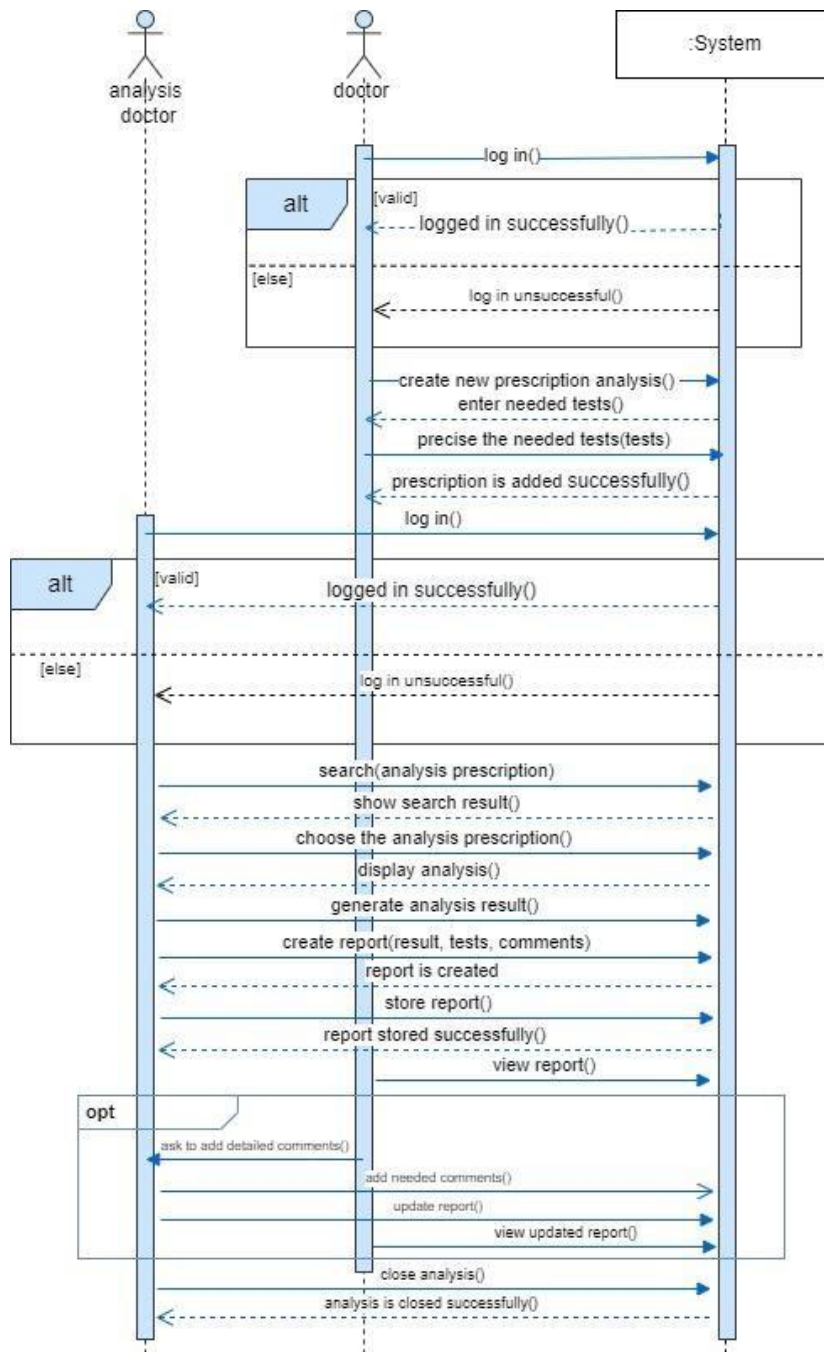 analysis
doctor
doctor
:System
log in()
alt
[valid]
logged in successfully()
[else]
log in unsuccessful()
create new prescription analysis()
enter needed tests()
precise the needed tests(tests)
prescription is added successfully()
log in()
alt
[valid]
logged in successfully()
[else]
log in unsuccessful()
search(analysis prescription)
show search result()
choose the analysis prescription()
display analysis()
generate analysis result()
create report(result, tests, comments)
report is created
store report()
report stored successfully()
view report()
opt
ask to add detailed comments()
add needed comments()
update report()
view updated report()
close analysis()
analysis is closed successfully()